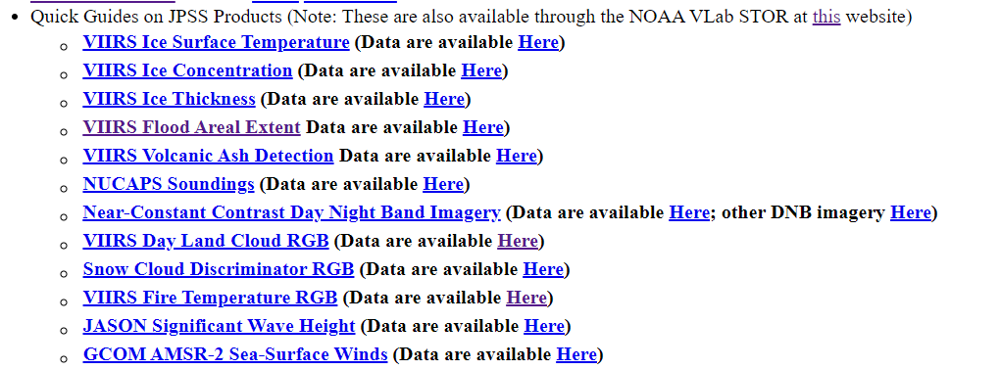 Quick Guides on JPSS Products (Note: These are also available through the NOAA VLab STOR at this website)
VIIRS Ice Surface Temperature (Data are available Here)
VIIRS Ice Concentration (Data are available Here)
VIIRS Ice Thickness (Data are available Here)
VIIRS Flood Areal Extent Data are available Here)
VIIRS Volcanic Ash Detection Data are available Here)
NUCAPS Soundings (Data are available Here)
Near-Constant Contrast Day Night Band Imagery (Data are available Here; other DNB imagery Here)
VIIRS Day Land Cloud RGB (Data are available Here)
Snow Cloud Discriminator RGB (Data are available Here)
VIIRS Fire Temperature RGB (Data are available Here)
JASON Significant Wave Height (Data are available Here)
GCOM AMSR-2 Sea-Surface Winds (Data are available Here)